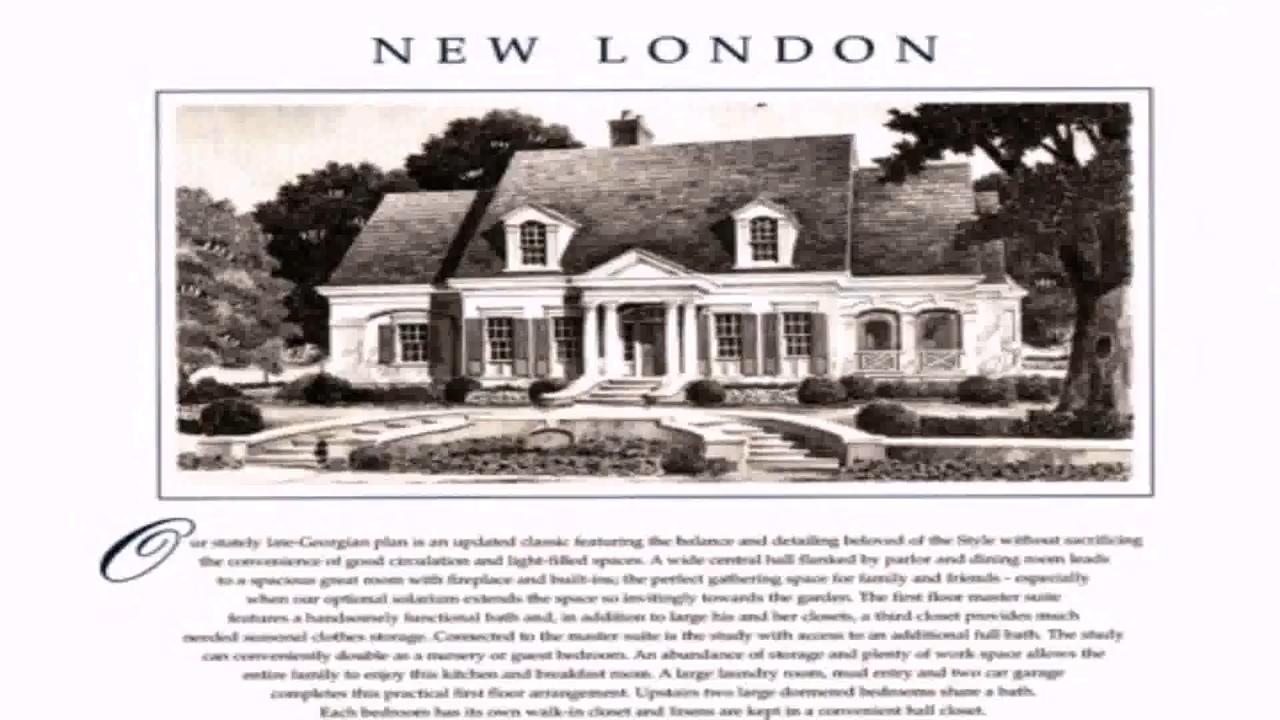 NEW LONDON
Our stately late-Georgian plan is an updated classic featuring the balance and detailing beloved of the Style without sacrificing
the convenience of good circulation and light-filled spaces. A wide central hall flanked by parlor and dining room leads
to a spacious great room with fireplace and built-ins; the perfect gathering space for family and friends - especially
when our optional solarium extends the space so invitingly towards the garden. The first floor master suite
features a handsomely functional bath and, in addition to large his and her closets, a third closet provides much
needed seasonal clothes storage. Connected to the master suite is the study with access to an additional full bath. The study
can conveniently double as a nursery or guest bedroom. An abundance of storage and plenty of work space allows the
entire family to enjoy this kitchen and breakfast room. A large laundry room, mud entry and two car garage
completes this practical first floor arrangement. Upstairs two large dormered bedrooms share a bath.
Each bedroom has its own walk-in closet and linens are kept in a convenient hall closet.